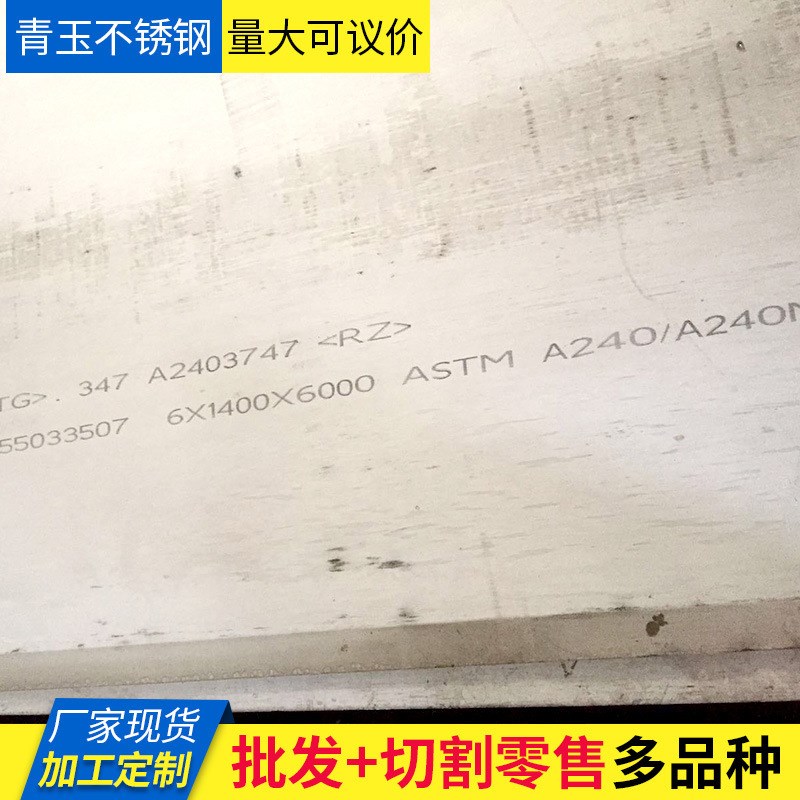 青玉不锈钢 量大可议价
TG>. 347 A2403747 <RZ>
55033507 6X1400X6000 ASTM A240/A240M
厂家现货
加工定制
批发+切割零售多品种